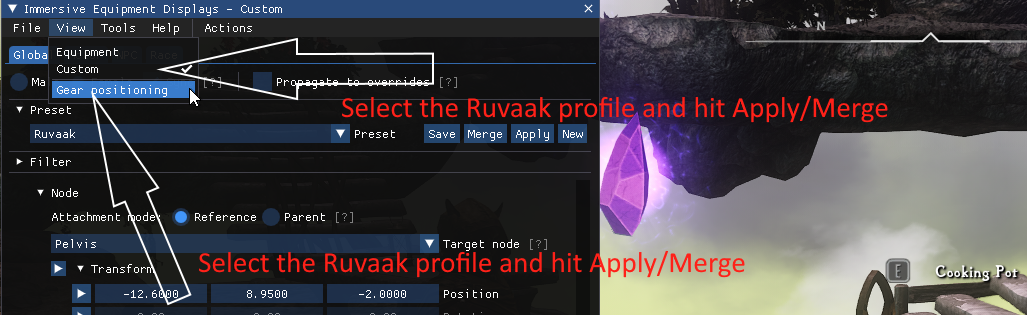 Immersive Equipment Displays - Custom
File View Tools Help Actions
Equipment
Custom
Gear positioning
Globa
Ma
[?]
Propagate to overrides [?]
Select the Ruvaak profile and hit Apply/Merge
Preset
Ruvaak Preset Save Merge Apply New
Filter
Node
Attachment mode: Reference Parent [?]
Pelvis Target node [?]
Select the Ruvaak profile and hit Apply/Merge
Transform
-12.6000 8.9500 -2.0000 Position
N
E Cooking Pot